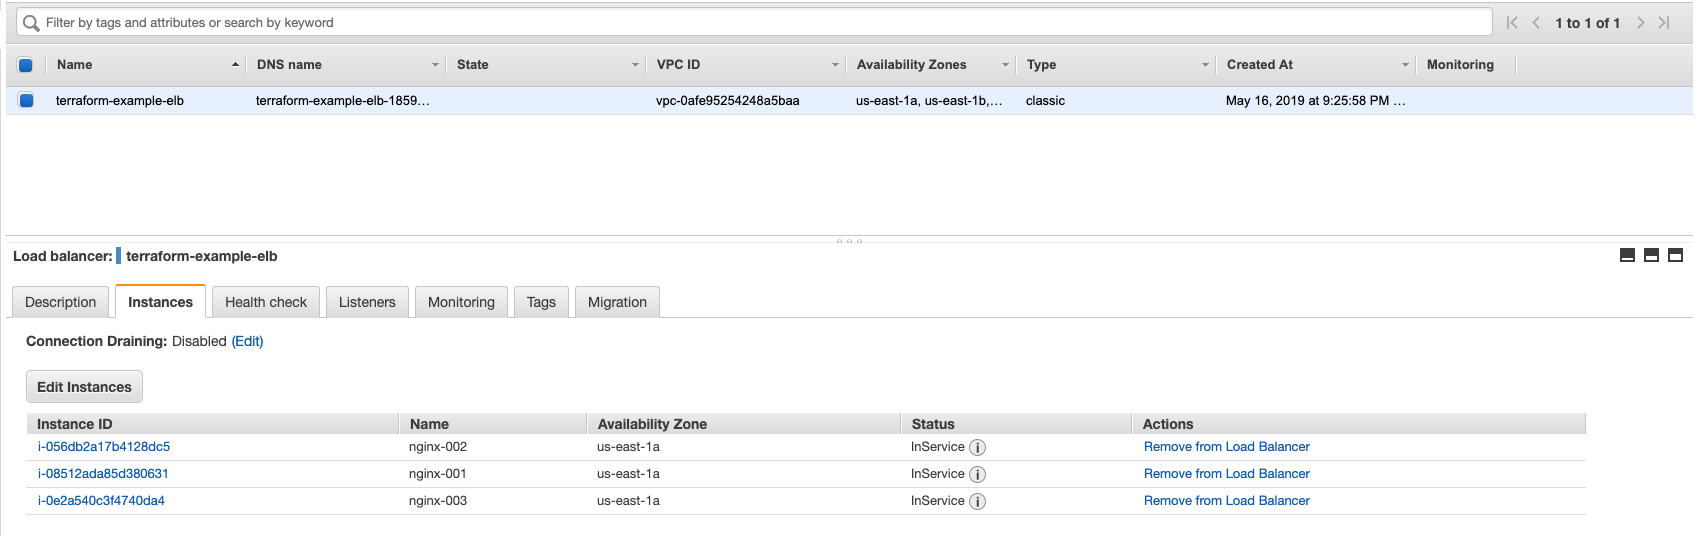 Filter by tags and attributes or search by keyword 1 to 1 of 1
Name DNS name State VPC ID Availability Zones Type Created At Monitoring
terraform-example-elb terraform-example-elb-1859... vpc-0afe95254248a5baa us-east-1a, us-east-1b,... classic May 16, 2019 at 9:25:58 PM ...
Load balancer: terraform-example-elb
Description Instances Health check Listeners Monitoring Tags Migration
Connection Draining: Disabled (Edit)
Edit Instances
Instance ID Name Availability Zone Status Actions
i-056db2a17b4128dc5 nginx-002 us-east-1a InService i Remove from Load Balancer
i-08512ada85d380631 nginx-001 us-east-1a InService i Remove from Load Balancer
i-0e2a540c3f4740da4 nginx-003 us-east-1a InService i Remove from Load Balancer